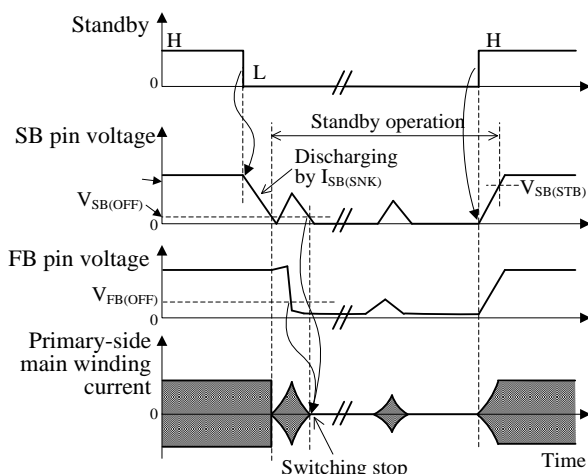 Standby
H
H
L
0
Standby operation
SB pin voltage
Discharging
by I_SB(SNK)
V_SB(STB)
V_SB(OFF)
0
FB pin voltage
V_FB(OFF)
0
Primary-side
main winding
current
0
Time
Switching stop